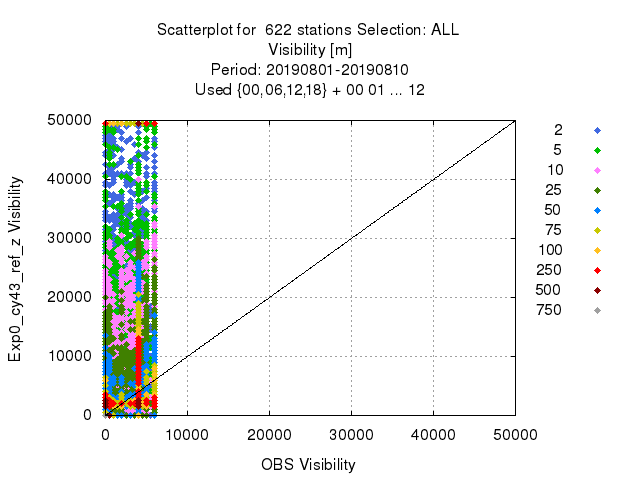 Scatterplot for  622 stations Selection: ALL
Visibility [m]
Period: 20190801-20190810
Used {00,06,12,18} + 00 01 ... 12
Exp0_cy43_ref_z Visibility
50000
40000
30000
20000
10000
0
0 10000 20000 30000 40000 50000
OBS Visibility
2
5
10
25
50
75
100
250
500
750